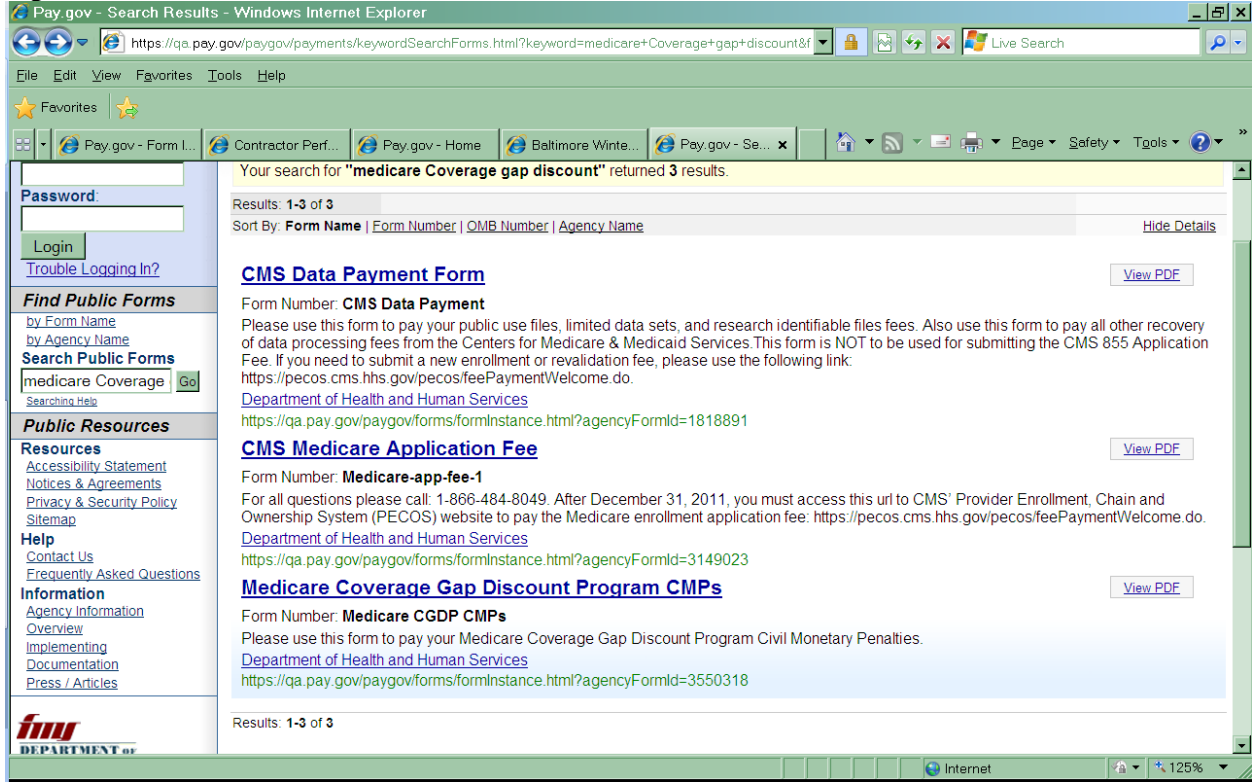 Pay.gov - Search Results - Windows Internet Explorer
https://qa.pay.gov/paygov/payments/keywordSearchForms.html?keyword=medicare+Coverage+gap+discount&f
Live Search
File Edit View Favorites Tools Help
Favorites
Pay.gov - Form I... Contractor Perf... Pay.gov - Home Baltimore Winte... Pay.gov - Se... x Page Safety Tools »
Password:
Login
Trouble Logging In?
Find Public Forms
by Form Name
by Agency Name
Search Public Forms
medicare Coverage Go
Searching Help
Public Resources
Resources
Accessibility Statement
Notices & Agreements
Privacy & Security Policy
Sitemap
Help
Contact Us
Frequently Asked Questions
Information
Agency Information
Overview
Implementing
Documentation
Press / Articles
fms
DEPARTMENT OF
Your search for "medicare Coverage gap discount" returned 3 results.
Results: 1-3 of 3
Sort By: Form Name | Form Number | OMB Number | Agency Name Hide Details
CMS Data Payment Form View PDF
Form Number: CMS Data Payment
Please use this form to pay your public use files, limited data sets, and research identifiable files fees. Also use this form to pay all other recovery
of data processing fees from the Centers for Medicare & Medicaid Services.This form is NOT to be used for submitting the CMS 855 Application
Fee. If you need to submit a new enrollment or revalidation fee, please use the following link:
https://pecos.cms.hhs.gov/pecos/feePaymentWelcome.do.
Department of Health and Human Services
https://qa.pay.gov/paygov/forms/formInstance.html?agencyFormId=1818891
CMS Medicare Application Fee View PDF
Form Number: Medicare-app-fee-1
For all questions please call: 1-866-484-8049. After December 31, 2011, you must access this url to CMS' Provider Enrollment, Chain and
Ownership System (PECOS) website to pay the Medicare enrollment application fee: https://pecos.cms.hhs.gov/pecos/feePaymentWelcome.do.
Department of Health and Human Services
https://qa.pay.gov/paygov/forms/formInstance.html?agencyFormId=3149023
Medicare Coverage Gap Discount Program CMPs View PDF
Form Number: Medicare CGDP CMPs
Please use this form to pay your Medicare Coverage Gap Discount Program Civil Monetary Penalties.
Department of Health and Human Services
https://qa.pay.gov/paygov/forms/formInstance.html?agencyFormId=3550318
Results: 1-3 of 3
Internet 125%